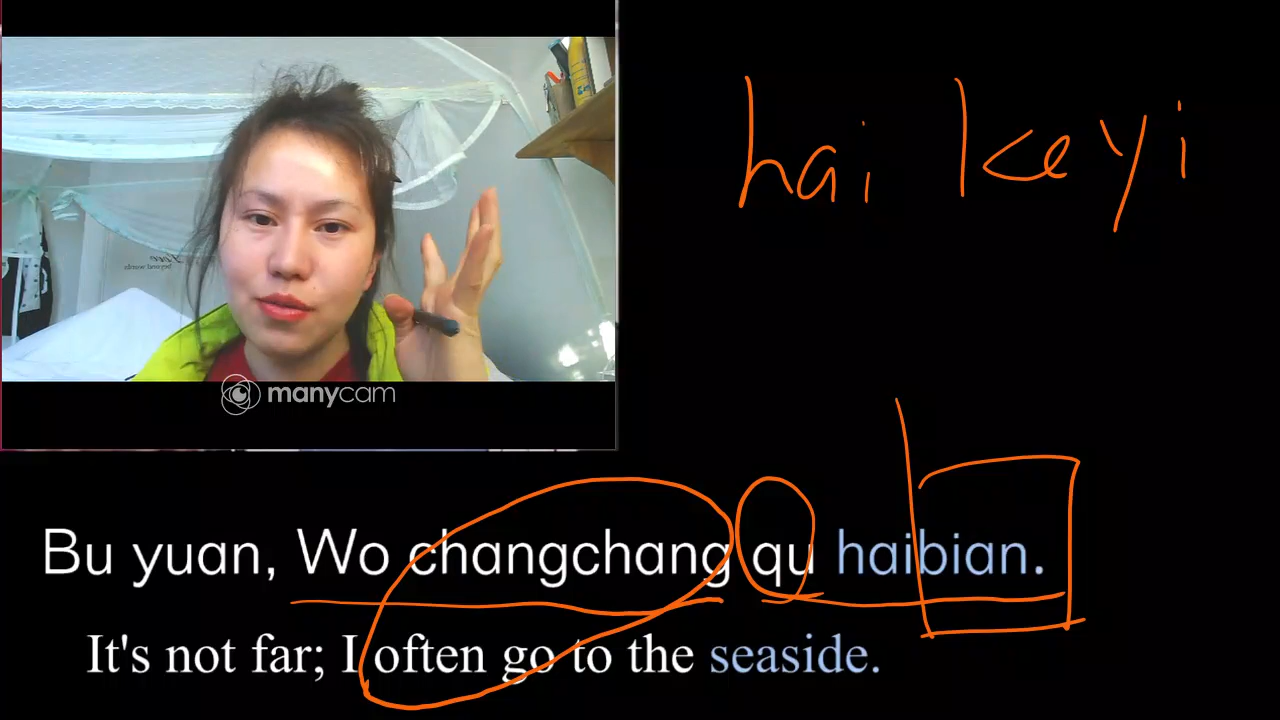 hai keyi
manycam
Bu yuan, Wo changchang qu haibian.
It's not far; I often go to the seaside.